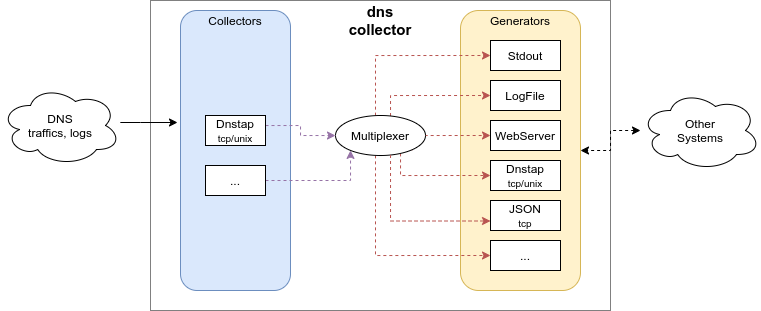 dns
collector
Collectors
Generators
DNS
traffics, logs
Dnstap
tcp/unix
...
Multiplexer
Stdout
LogFile
WebServer
Dnstap
tcp/unix
JSON
tcp
...
Other
Systems